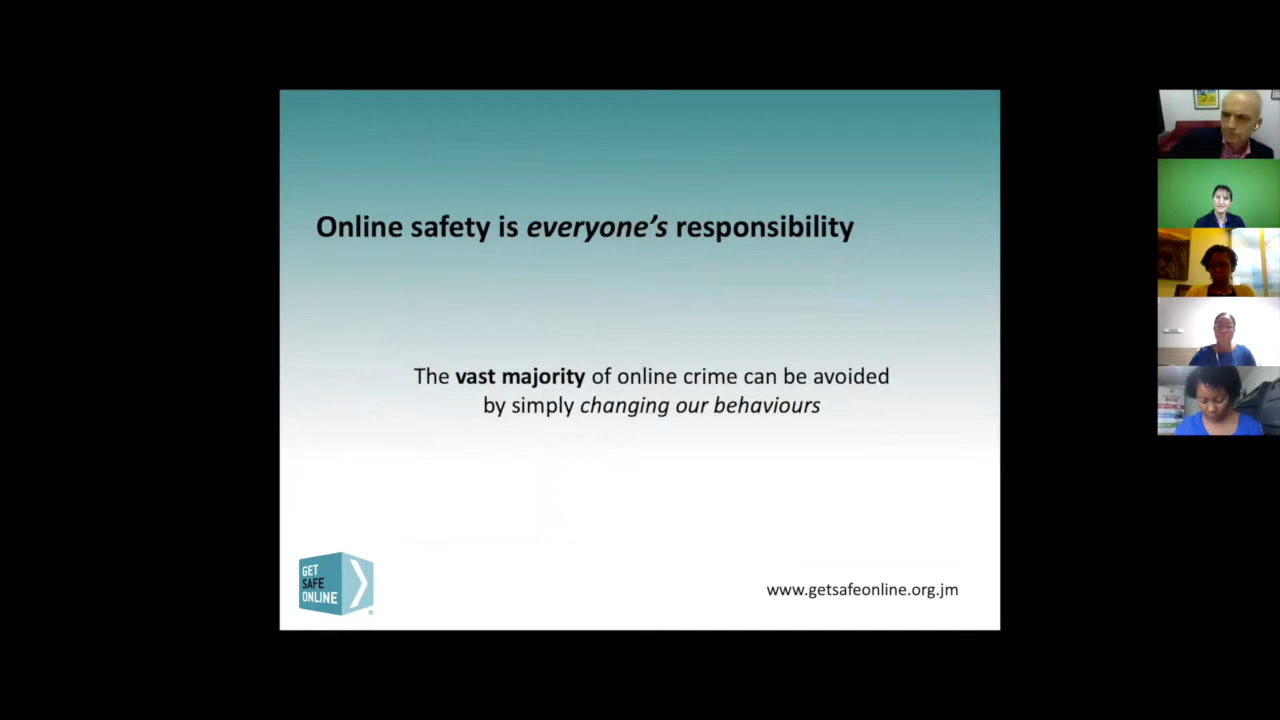 Online safety is everyone's responsibility
The vast majority of online crime can be avoided
by simply changing our behaviours
GET
SAFE
ONLINE
www.getsafeonline.org.jm